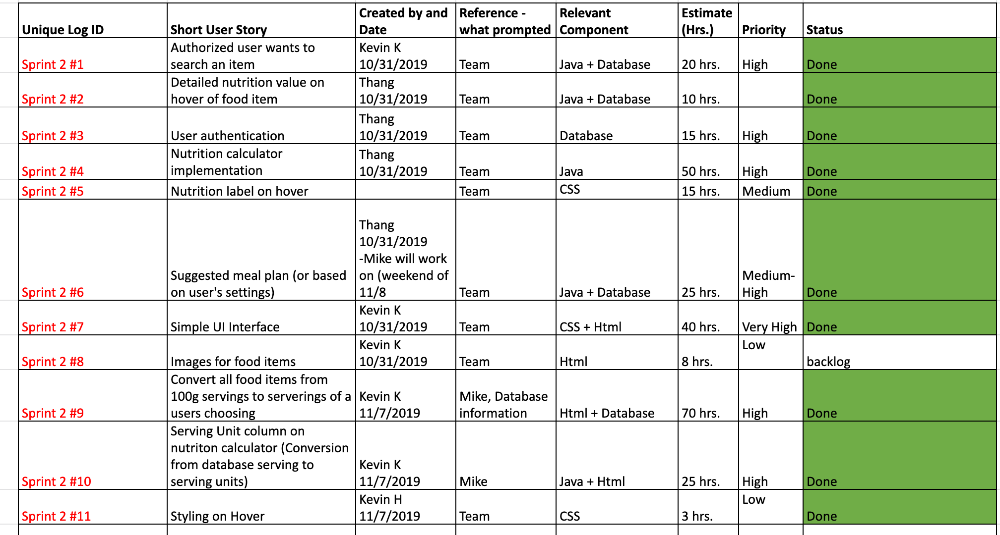 Unique Log ID
Short User Story
Created by and
Date
Reference -
what prompted
Relevant
Component
Estimate
(Hrs.)
Priority
Status
Sprint 2 #1
Authorized user wants to
search an item
Kevin K
10/31/2019
Team
Java + Database
20 hrs.
High
Done
Sprint 2 #2
Detailed nutrition value on
hover of food item
Thang
10/31/2019
Team
Java + Database
10 hrs.
Done
Sprint 2 #3
User authentication
Thang
10/31/2019
Team
Database
15 hrs.
High
Done
Sprint 2 #4
Nutrition calculator
implementation
Thang
10/31/2019
Team
Java
50 hrs.
High
Done
Sprint 2 #5
Nutrition label on hover
Team
CSS
15 hrs.
Medium
Done
Sprint 2 #6
Suggested meal plan (or based
on user's settings)
Thang
10/31/2019
-Mike will work
on (weekend of
11/8
Team
Java + Database
25 hrs.
Medium-
High
Done
Sprint 2 #7
Simple UI Interface
Kevin K
10/31/2019
Team
CSS + Html
40 hrs.
Very High
Done
Sprint 2 #8
Images for food items
Kevin K
10/31/2019
Team
Html
8 hrs.
Low
backlog
Sprint 2 #9
Convert all food items from
100g servings to serverings of a
users choosing
Kevin K
11/7/2019
Mike, Database
information
Html + Database
70 hrs.
High
Done
Sprint 2 #10
Serving Unit column on
nutriton calculator (Conversion
from database serving to
serving units)
Kevin K
11/7/2019
Mike
Java + Html
25 hrs.
High
Done
Sprint 2 #11
Styling on Hover
Kevin H
11/7/2019
Team
CSS
3 hrs.
Low
Done